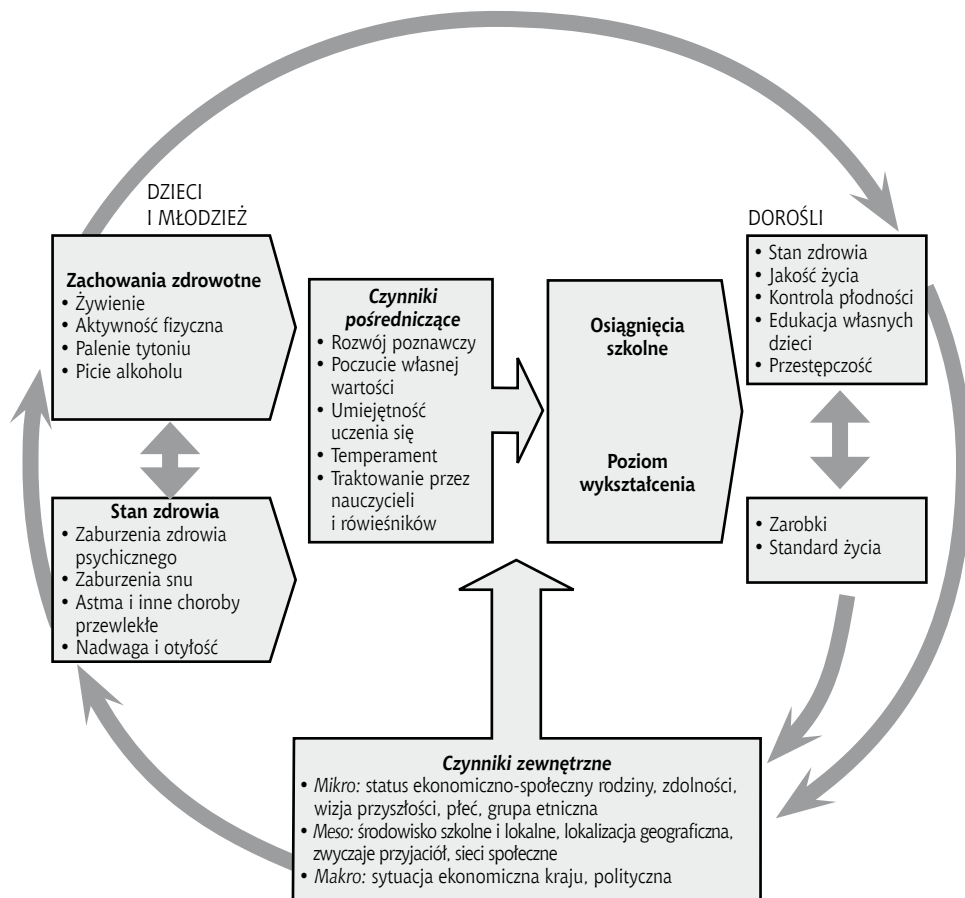 DZIECI
I MŁODZIEŻ
Zachowania zdrowotne
• Żywienie
• Aktywność fizyczna
• Palenie tytoniu
• Picie alkoholu
Stan zdrowia
• Zaburzenia zdrowia
psychicznego
• Zaburzenia snu
• Astma i inne choroby
przewlekłe
• Nadwaga i otyłość
Czynniki
pośredniczące
• Rozwój poznawczy
• Poczucie własnej
wartości
• Umiejętność
uczenia się
• Temperament
• Traktowanie przez
nauczycieli
i rówieśników
Osiągnięcia
szkolne
Poziom
wykształcenia
DOROŚLI
• Stan zdrowia
• Jakość życia
• Kontrola płodności
• Edukacja własnych
dzieci
• Przestępczość
• Zarobki
• Standard życia
Czynniki zewnętrzne
• Mikro: status ekonomiczno-społeczny rodziny, zdolności,
wizja przyszłości, płeć, grupa etniczna
• Meso: środowisko szkolne i lokalne, lokalizacja geograficzna,
zwyczaje przyjaciół, sieci społeczne
• Makro: sytuacja ekonomiczna kraju, polityczna